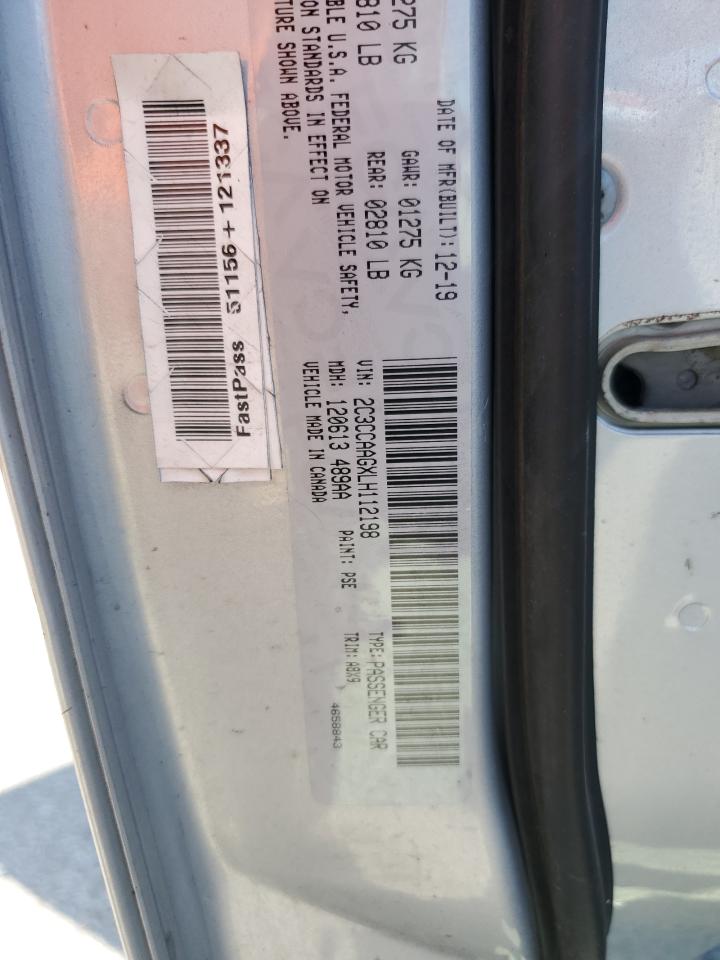 DATE OF MFR(BUILT): 12-19
275 KG
GAWR: 01275 KG
810 LB
REAR: 02810 LB
BLE U.S.A. FEDERAL MOTOR VEHICLE SAFETY,
ON STANDARDS IN EFFECT ON
TURE SHOWN ABOVE.
VIN: 2C3CCAAGXLH112198
TYPE: PASSENGER CAR
MDH: 120613 489AA
PAINT: PSE
TRIM: A8X9
VEHICLE MADE IN CANADA
4658843
FastPass 51156 + 121337